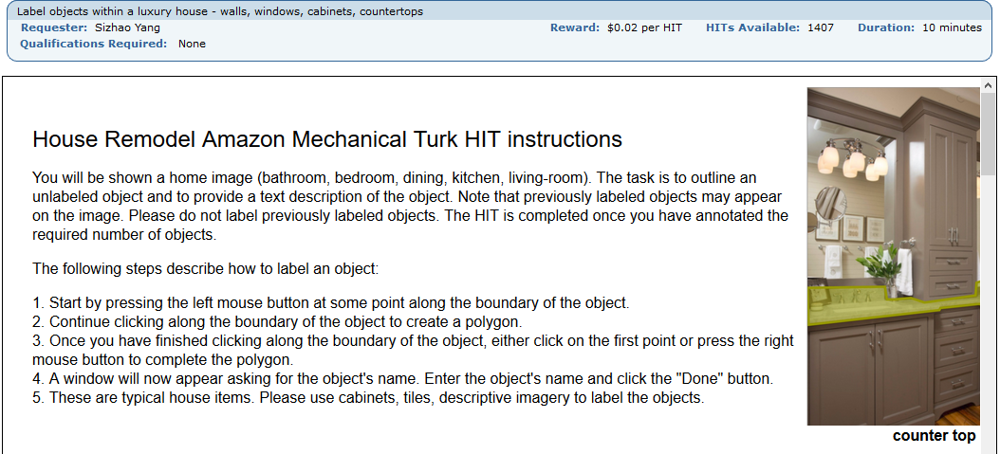 Label objects within a luxury house - walls, windows, cabinets, countertops
Requester: Sizhao Yang Reward: $0.02 per HIT HITs Available: 1407 Duration: 10 minutes
Qualifications Required: None
House Remodel Amazon Mechanical Turk HIT instructions
You will be shown a home image (bathroom, bedroom, dining, kitchen, living-room). The task is to outline an
unlabeled object and to provide a text description of the object. Note that previously labeled objects may appear
on the image. Please do not label previously labeled objects. The HIT is completed once you have annotated the
required number of objects.
The following steps describe how to label an object:
1. Start by pressing the left mouse button at some point along the boundary of the object.
2. Continue clicking along the boundary of the object to create a polygon.
3. Once you have finished clicking along the boundary of the object, either click on the first point or press the right
mouse button to complete the polygon.
4. A window will now appear asking for the object's name. Enter the object's name and click the "Done" button.
5. These are typical house items. Please use cabinets, tiles, descriptive imagery to label the objects.
counter top